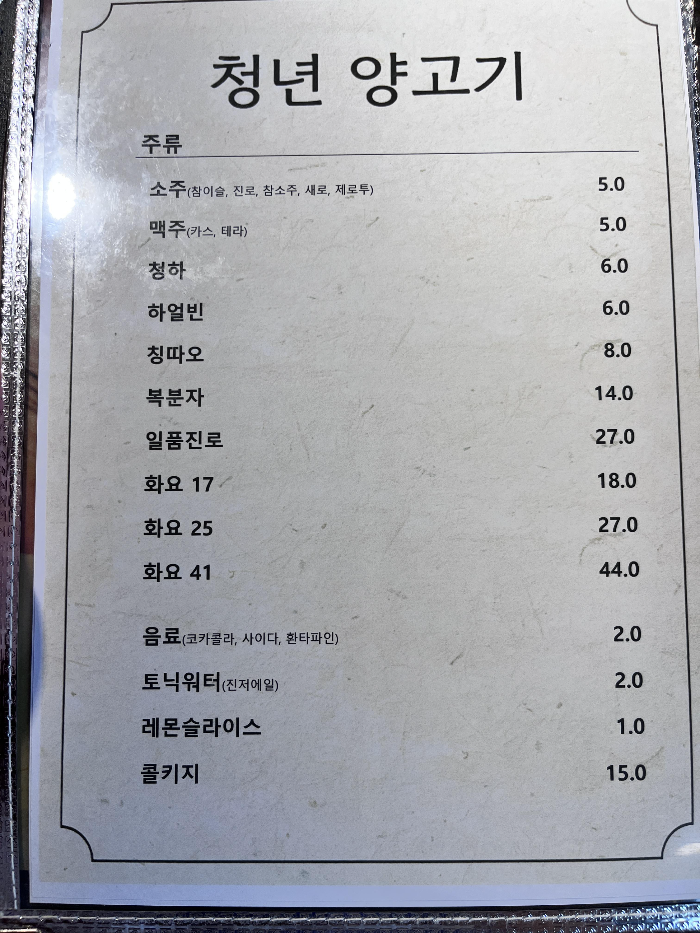 청년 양고기
주류
소주(참이슬, 진로, 참소주, 새로, 제로투) 5.0
맥주(카스, 테라) 5.0
청하 6.0
하얼빈 6.0
칭따오 8.0
복분자 14.0
일품진로 27.0
화요 17 18.0
화요 25 27.0
화요 41 44.0
음료(코카콜라, 사이다, 환타파인) 2.0
토닉워터(진저에일) 2.0
레몬슬라이스 1.0
콜키지 15.0